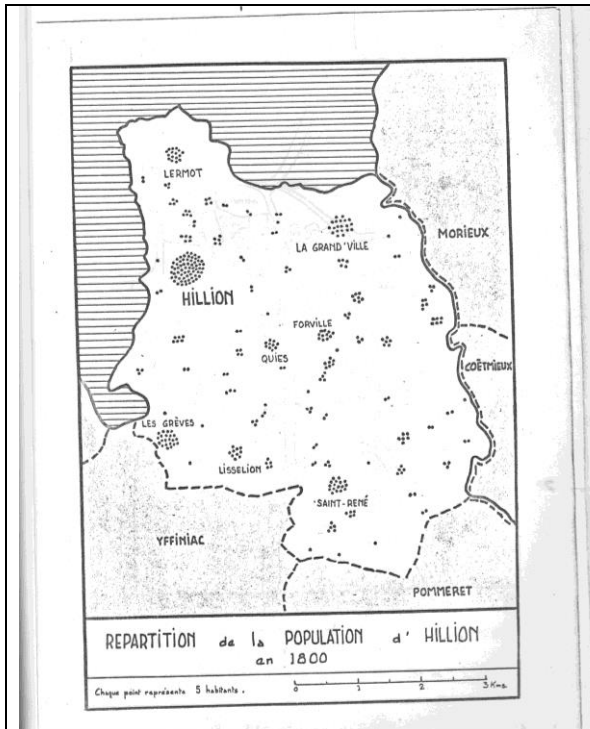 LERMOT
MORIEUX
LA GRAND'VILLE
HILLION
FORVILLE
QUIES
COËTMIEUX
LES GRÈVES
LISSELION
SAINT-RENÉ
YFFINIAC
POMMERET
REPARTITION de la POPULATION d' HILLION
en 1800
Chaque point représente 5 habitants.
0 1 2 3 Kms.